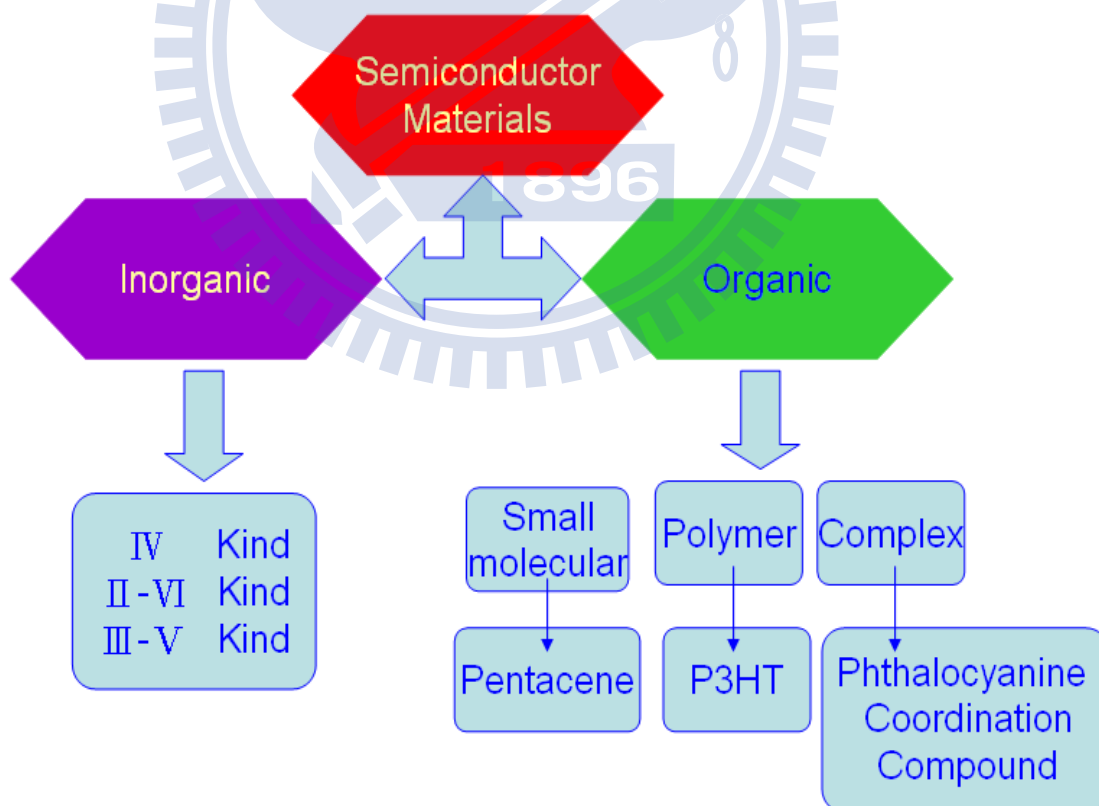 Semiconductor
Materials
1896
Inorganic
Organic
Ⅳ Kind
Ⅱ-Ⅵ Kind
Ⅲ-Ⅴ Kind
Small
molecular
Polymer
Complex
Pentacene
P3HT
Phthalocyanine
Coordination
Compound